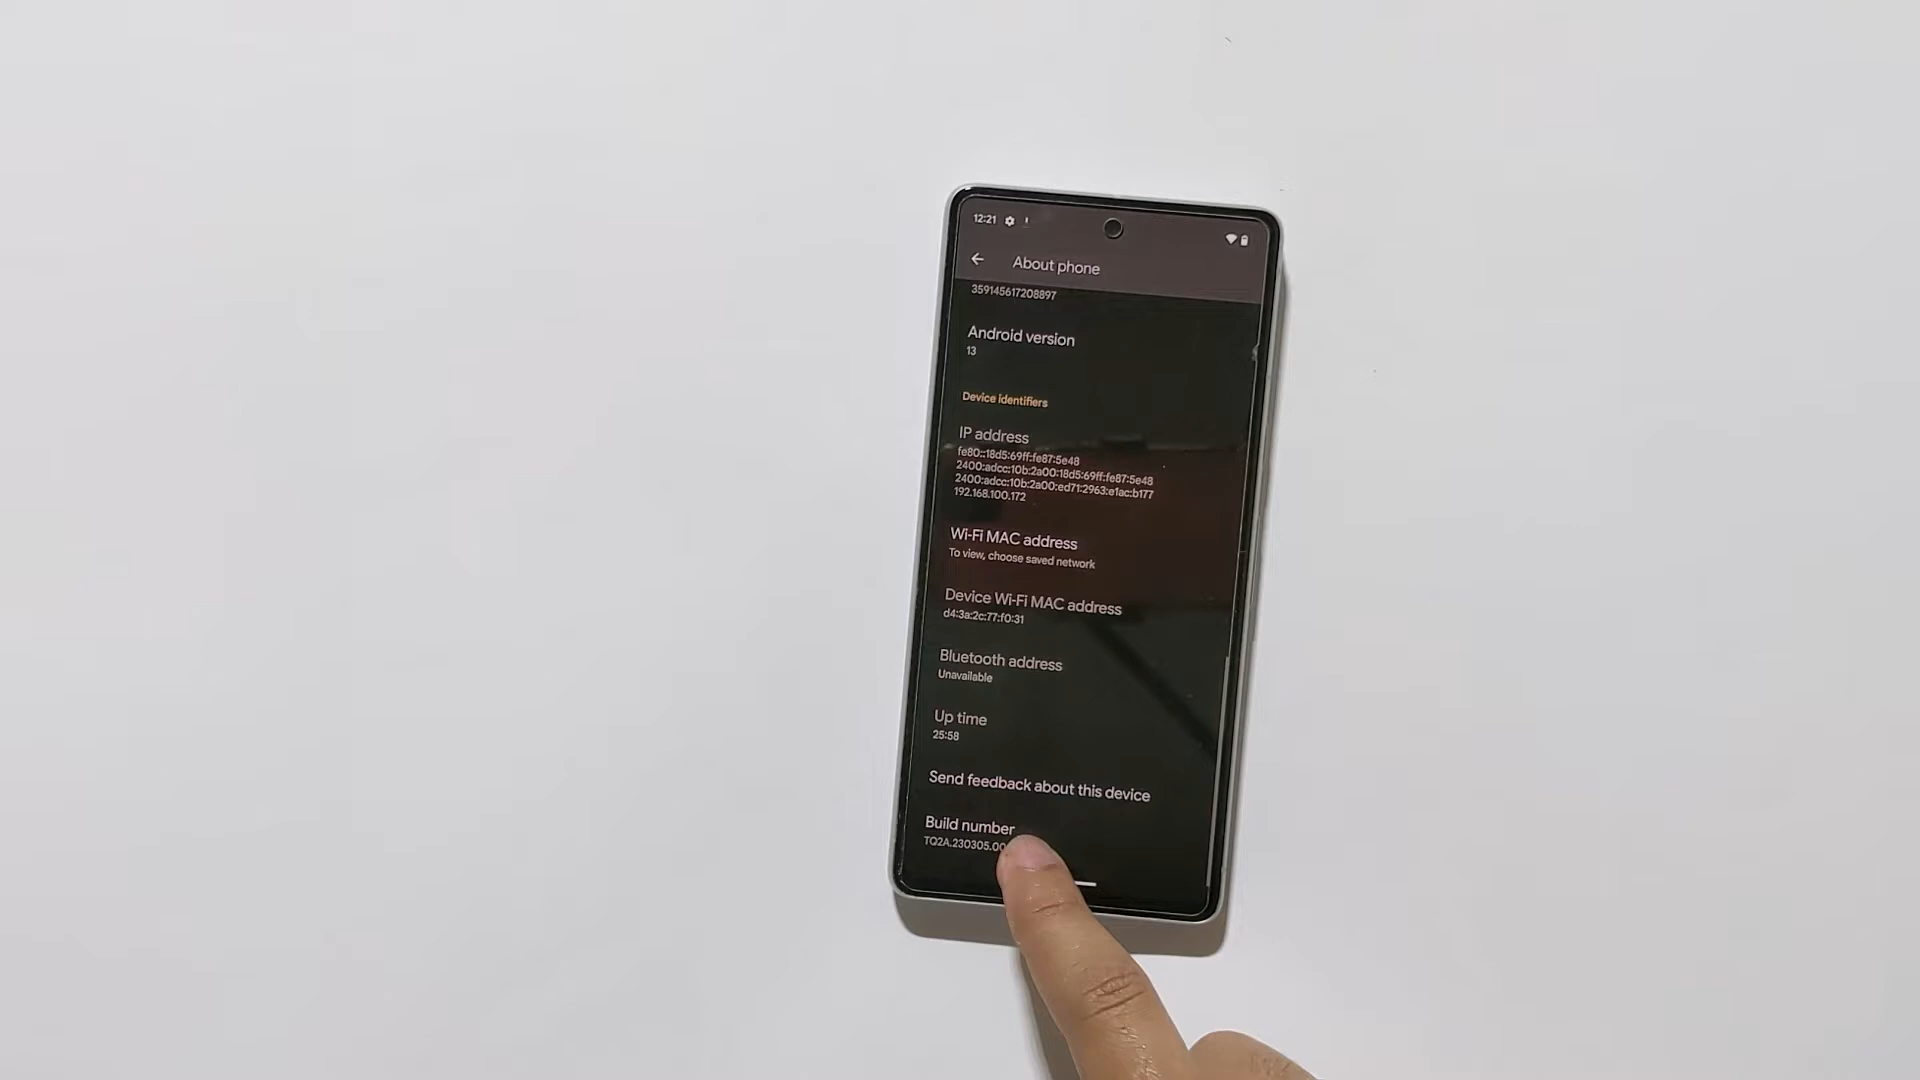 12:21
About phone
359145617208897
Android version
13
Device identifiers
IP address
fe80::18d5:69ff:fe87:5e48
2400:adcc:10b:2a00:18d5:69ff:fe87:5e48
2400:adcc:10b:2a00:ed71:2963:e1ac:b177
192.168.100.172
Wi-Fi MAC address
To view, choose saved network
Device Wi-Fi MAC address
d4:3a:2c:77:f0:31
Bluetooth address
Unavailable
Up time
25:58
Send feedback about this device
Build number
TQ2A.230305.00